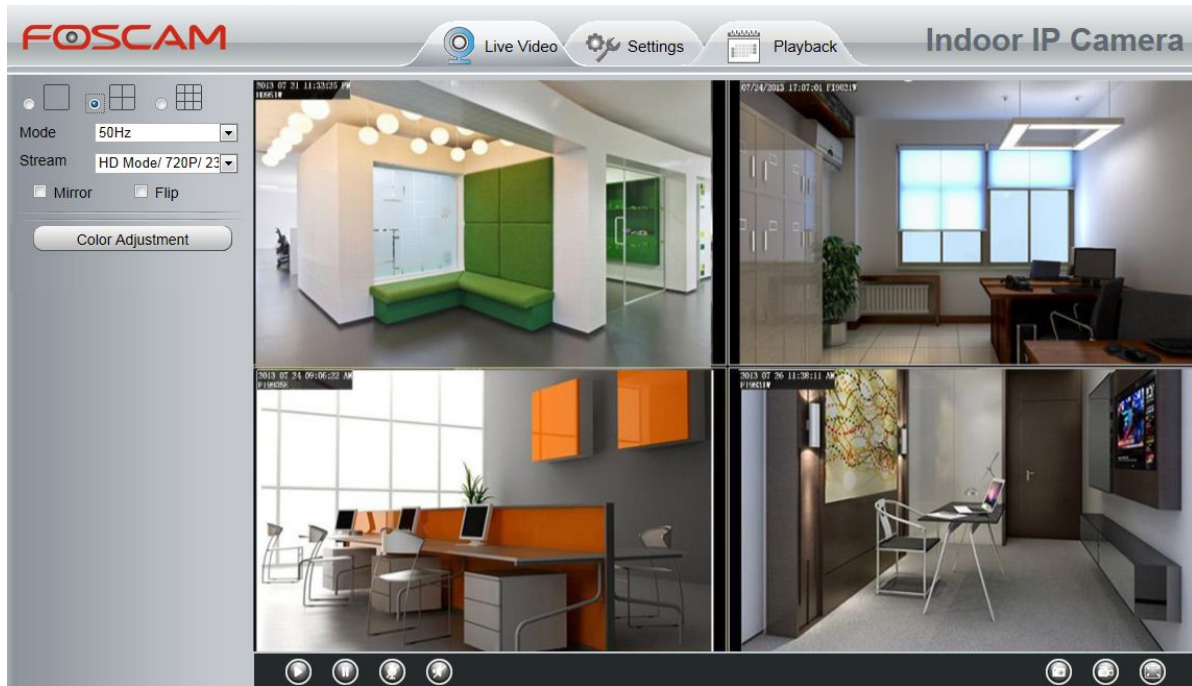 FOSCAM
Live Video
Settings
Playback
Indoor IP Camera
Mode
50Hz
Stream
HD Mode/ 720P/ 23
Mirror
Flip
Color Adjustment
2013 07 21 11:33:25 PM
07/24/2013 17:07:01 FI9821W
2013 07 24 09:06:22 AM
2013 07 26 11:28:11 AM